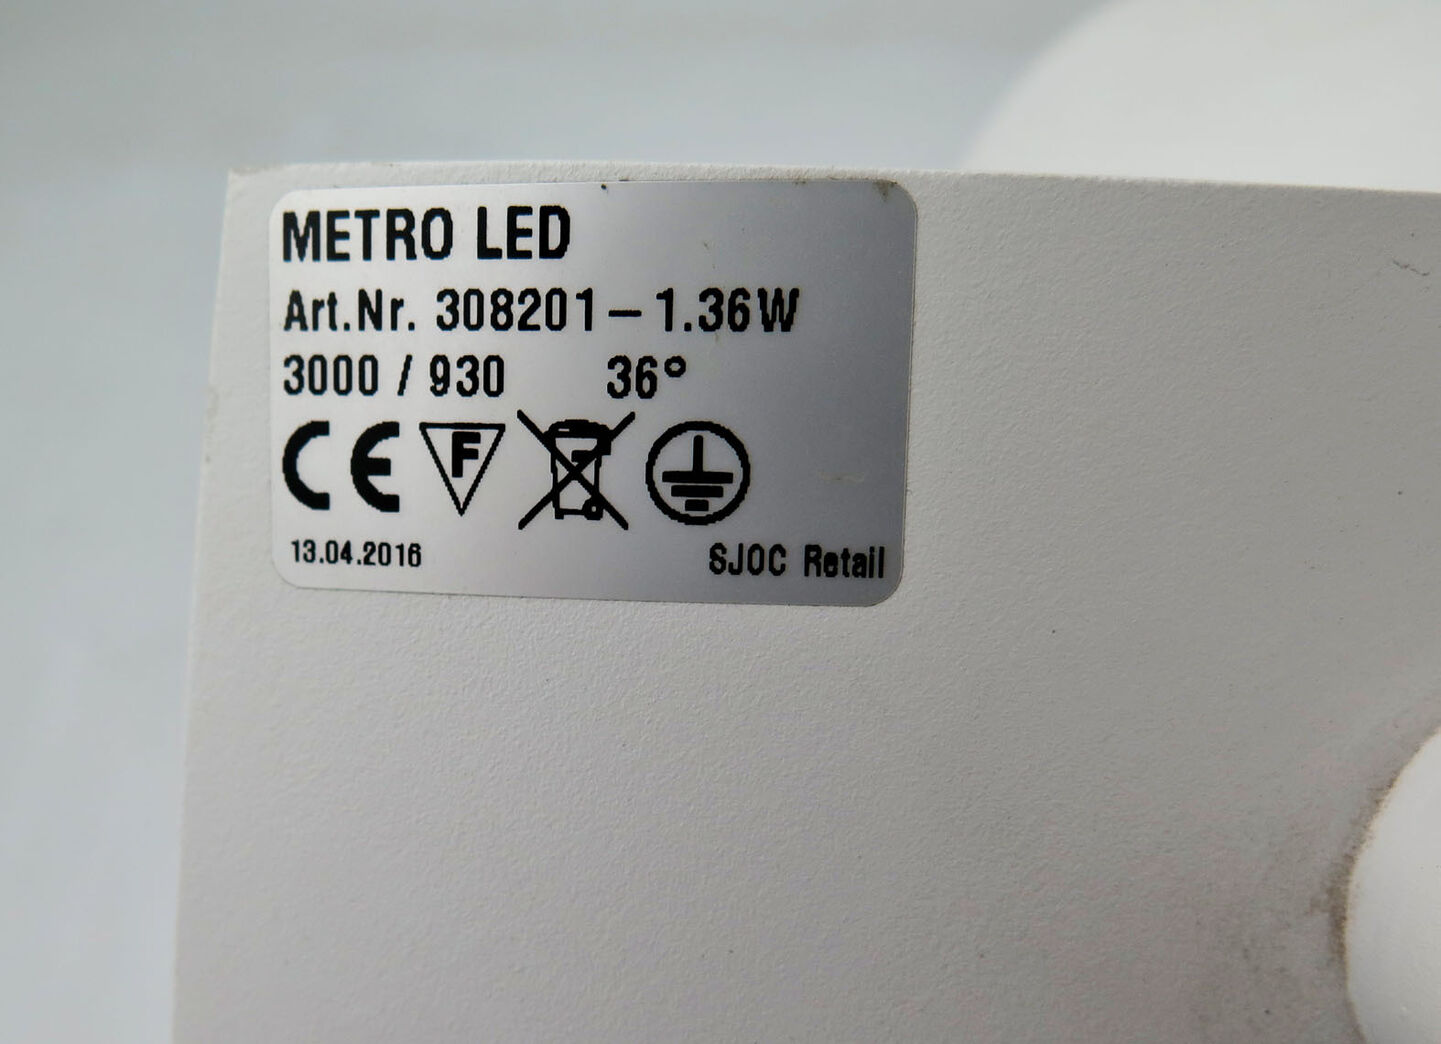 METRO LED
Art.Nr. 308201-1.36W
3000 / 930 36°
CE F
13.04.2016 SJOC Retail